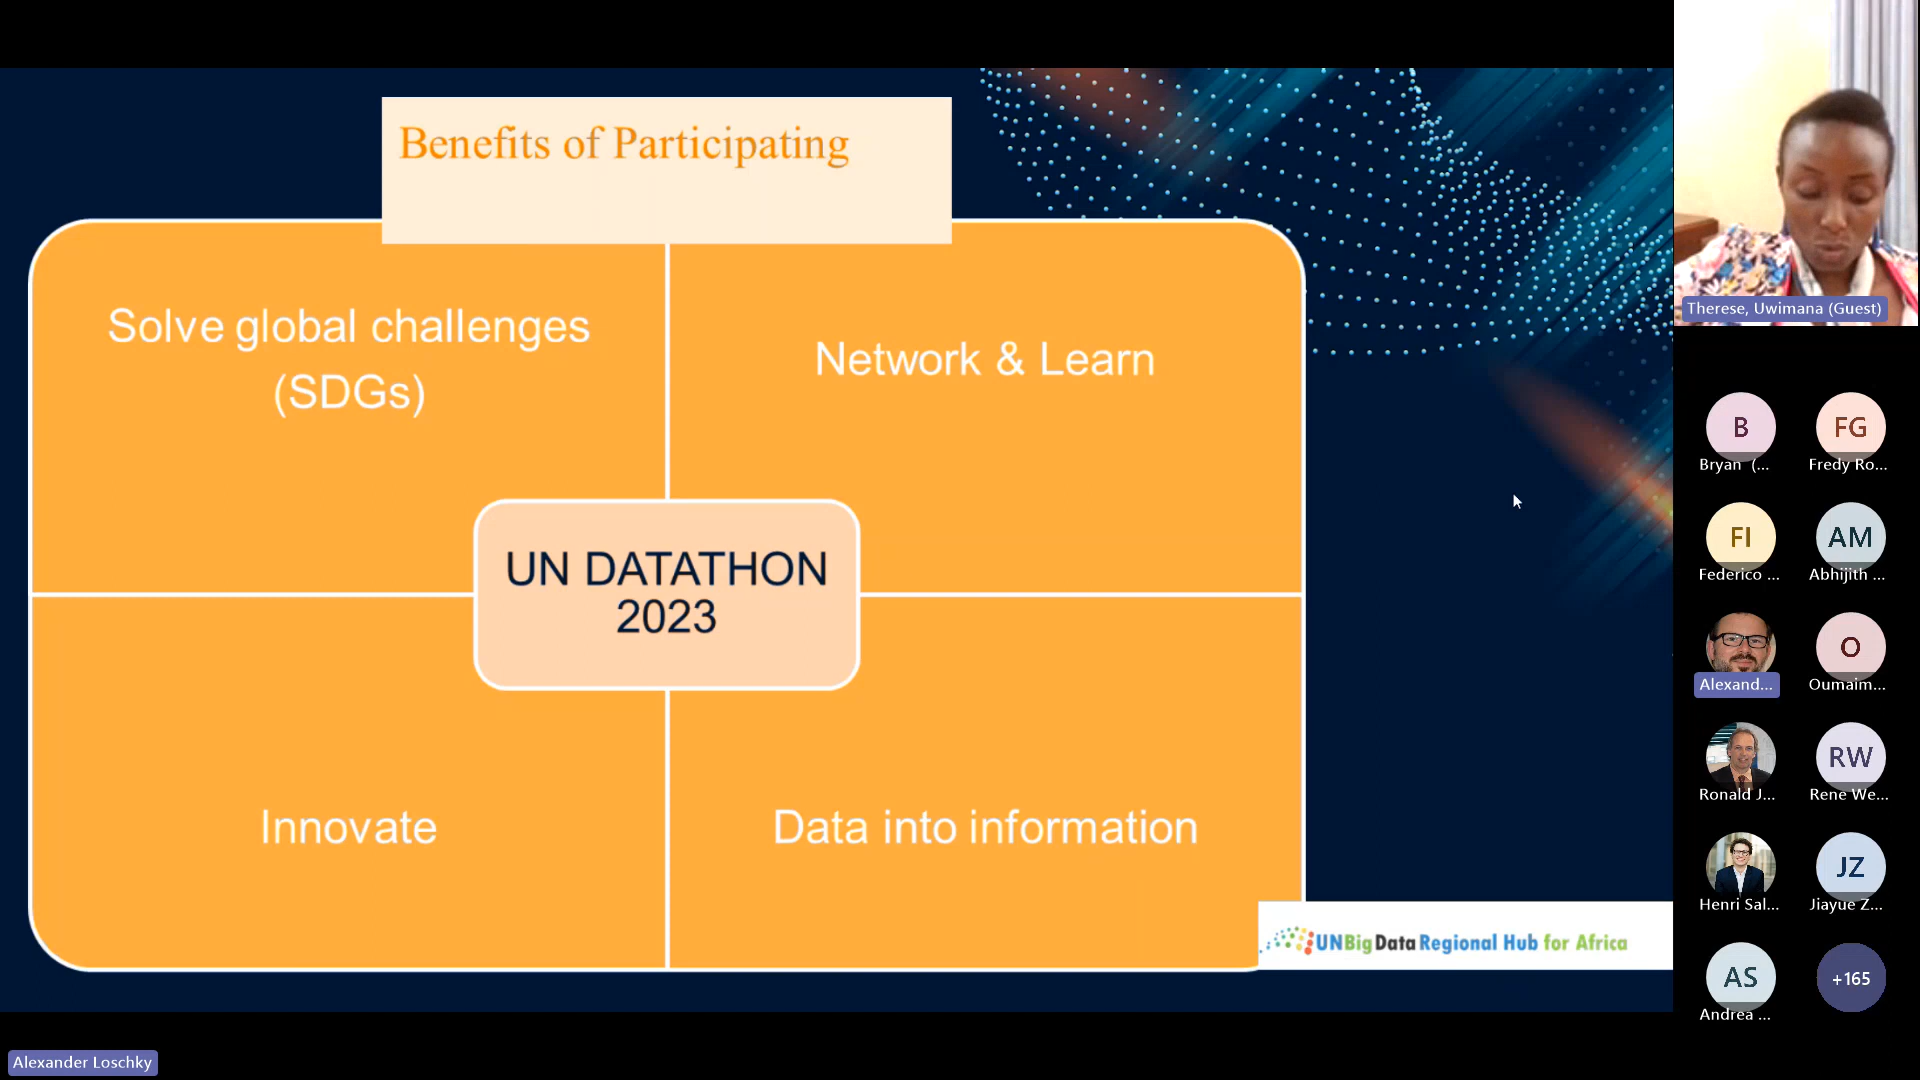 Benefits of Participating
Solve global challenges
(SDGs)
Network & Learn
UN DATATHON
2023
Innovate
Data into information
UNBigData Regional Hub for Africa
Therese, Uwimana (Guest)
B
Bryan (...
FG
Fredy Ro...
FI
Federico ...
AM
Abhijith ...
Alexand...
O
Oumaim...
Ronald J...
RW
Rene We...
Henri Sal...
JZ
Jiayue Z...
AS
Andrea ...
+165
Alexander Loschky